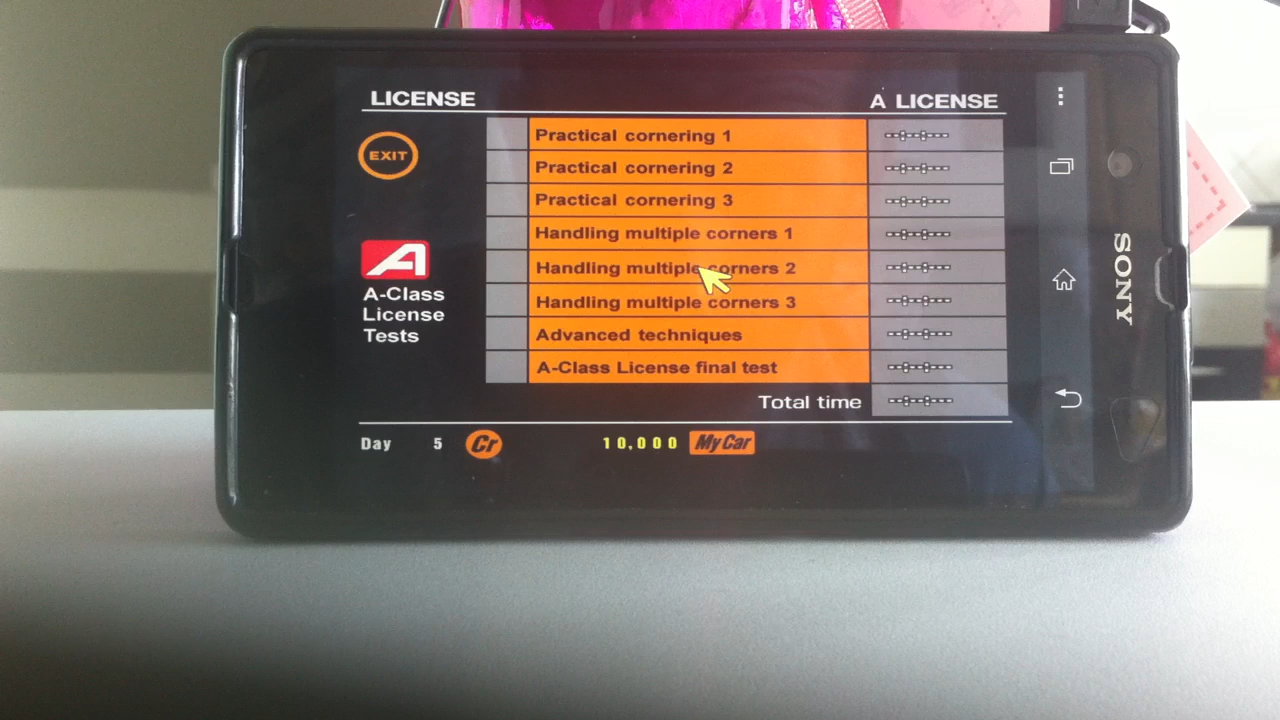 LICENSE
A LICENSE
EXIT
Practical cornering 1
Practical cornering 2
Practical cornering 3
Handling multiple corners 1
Handling multiple corners 2
Handling multiple corners 3
Advanced techniques
A-Class License final test
A
A-Class
License
Tests
Total time
Day 5 Cr 10,000 MyCar
SONY